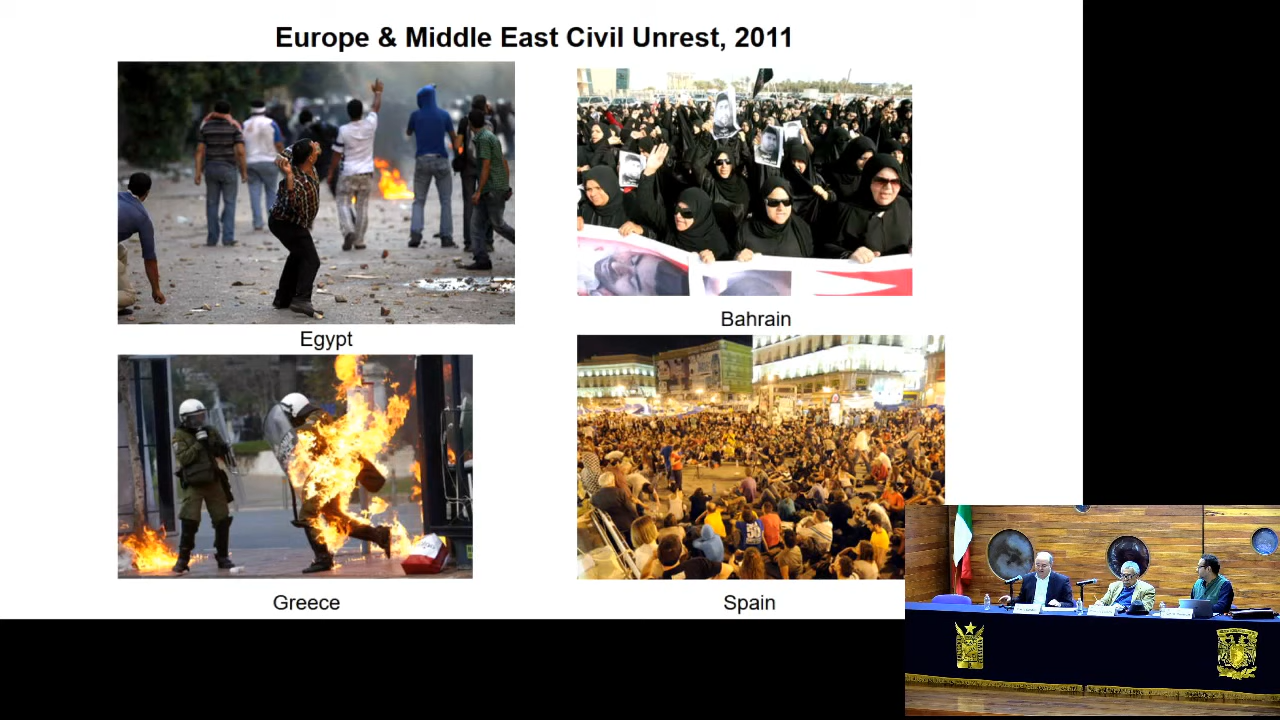 Europe & Middle East Civil Unrest, 2011
Egypt
Bahrain
Greece
Spain